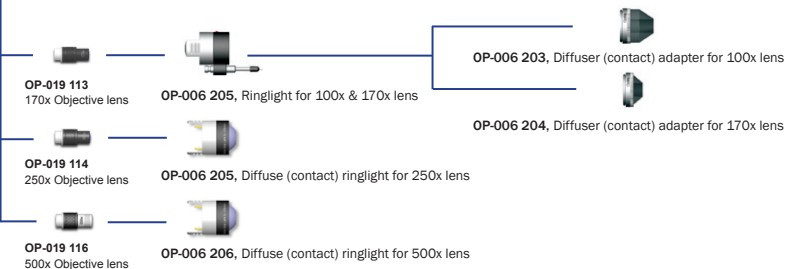 OP-006 203, Diffuser (contact) adapter for 100x lens
OP-019 113
170x Objective lens
OP-006 205, Ringlight for 100x & 170x lens
OP-006 204, Diffuser (contact) adapter for 170x lens
OP-019 114
250x Objective lens
OP-006 205, Diffuse (contact) ringlight for 250x lens
OP-019 116
500x Objective lens
OP-006 206, Diffuse (contact) ringlight for 500x lens